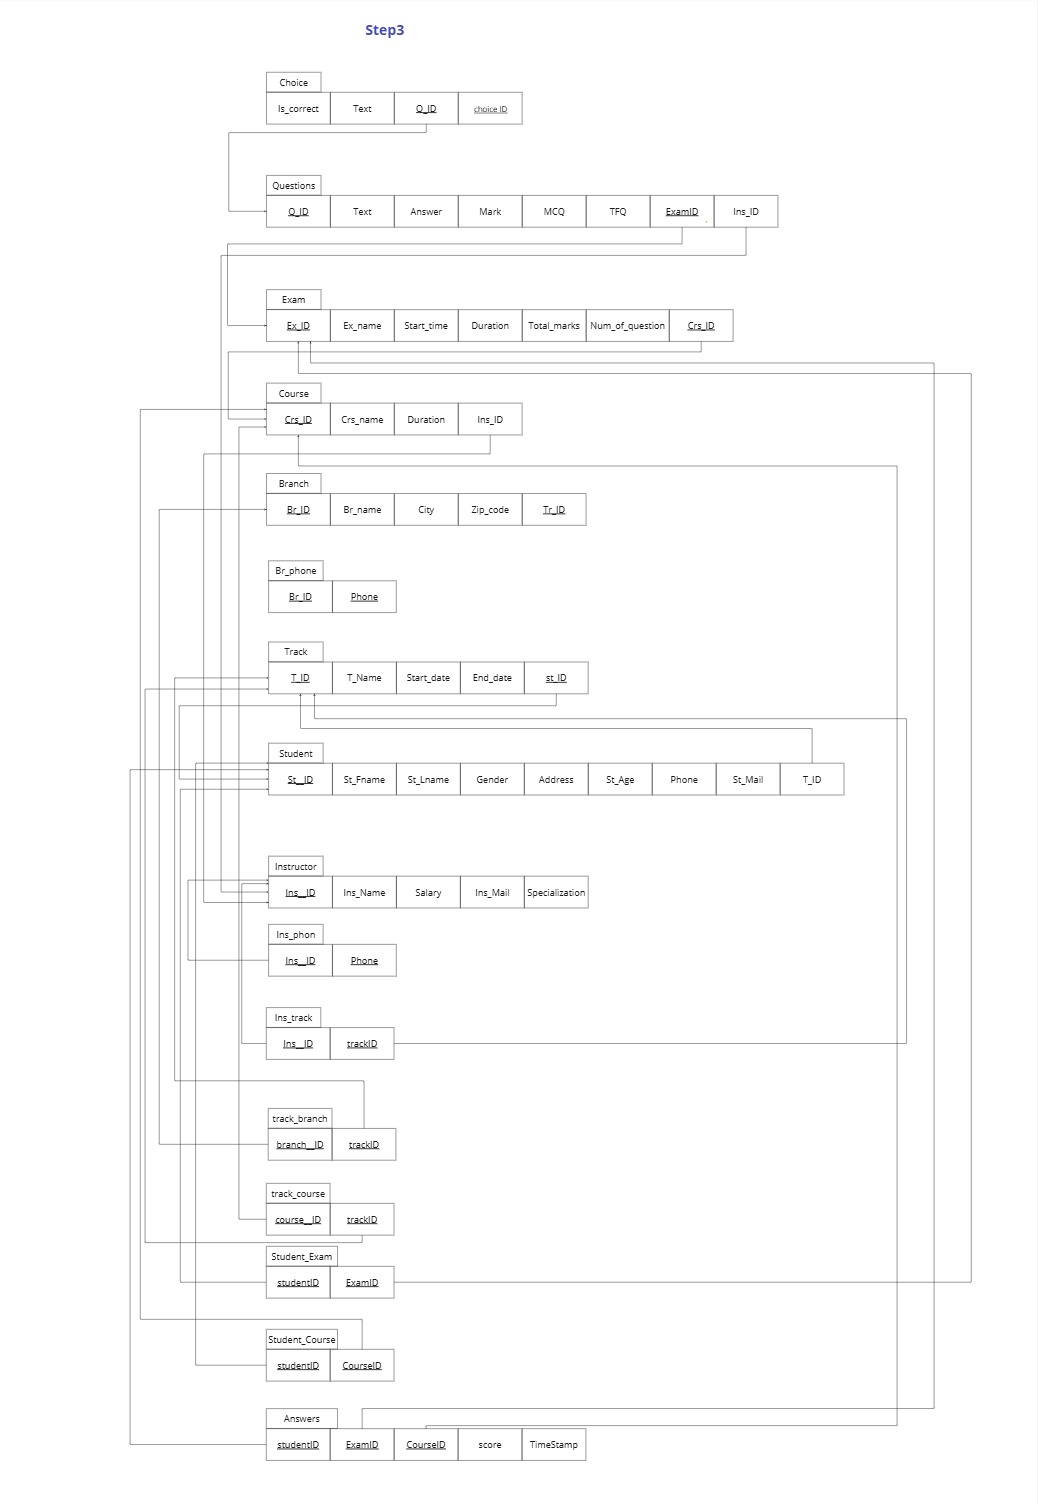 Step3
Choice
Is_correct Text Q_ID choice ID
Questions
Q_ID Text Answer Mark MCQ TFQ ExamID Ins_ID
Exam
Ex_ID Ex_name Start_time Duration Total_marks Num_of_question Crs_ID
Course
Crs_ID Crs_name Duration Ins_ID
Branch
Br_ID Br_name City Zip_code Tr_ID
Br_phone
Br_ID Phone
Track
T_ID T_Name Start_date End_date st_ID
Student
St__ID St_Fname St_Lname Gender Address St_Age Phone St_Mail T_ID
Instructor
Ins__ID Ins_Name Salary Ins_Mail Specialization
Ins_phon
Ins__ID Phone
Ins_track
Ins__ID trackID
track_branch
branch__ID trackID
track_course
course__ID trackID
Student_Exam
studentID ExamID
Student_Course
studentID CourseID
Answers
studentID ExamID CourseID score TimeStamp